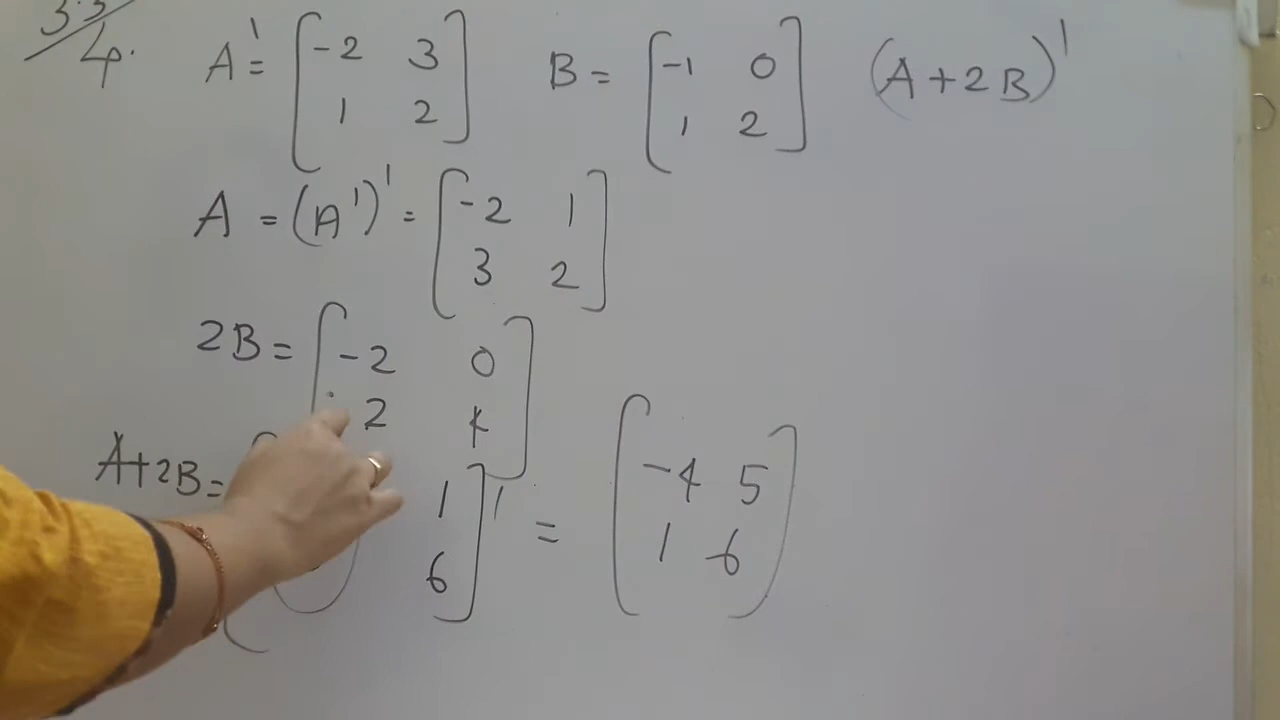 3.3/4.
A' = [-2 3 B = [-1 0 (A+2B)'
1 2] 1 2]
A = (A')' = [-2 1
3 2]
2B = [-2 0
2 4]
A+2B = [ 1
6]' = [-4 5
1 6]